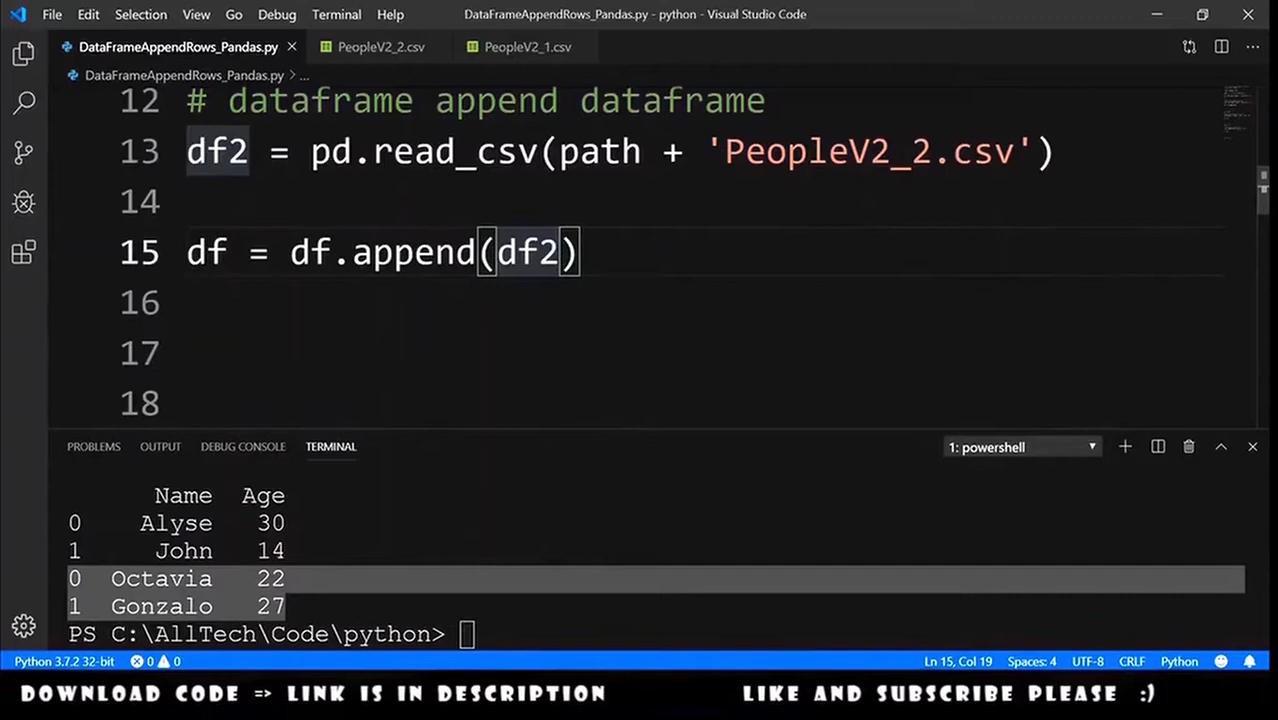 File Edit Selection View Go Debug Terminal Help DataFrameAppendRows_Pandas.py - python - Visual Studio Code
DataFrameAppendRows_Pandas.py PeopleV2_2.csv PeopleV2_1.csv
DataFrameAppendRows_Pandas.py > ...
12 # dataframe append dataframe
13 df2 = pd.read_csv(path + 'PeopleV2_2.csv')
14
15 df = df.append(df2)
16
17
18
PROBLEMS OUTPUT DEBUG CONSOLE TERMINAL 1: powershell
Name Age
0 Alyse 30
1 John 14
0 Octavia 22
1 Gonzalo 27
PS C:\AllTech\Code\python>
Python 3.7.2 32-bit 0 0 Ln 15, Col 19 Spaces: 4 UTF-8 CRLF Python
DOWNLOAD CODE => LINK IS IN DESCRIPTION LIKE AND SUBSCRIBE PLEASE :)